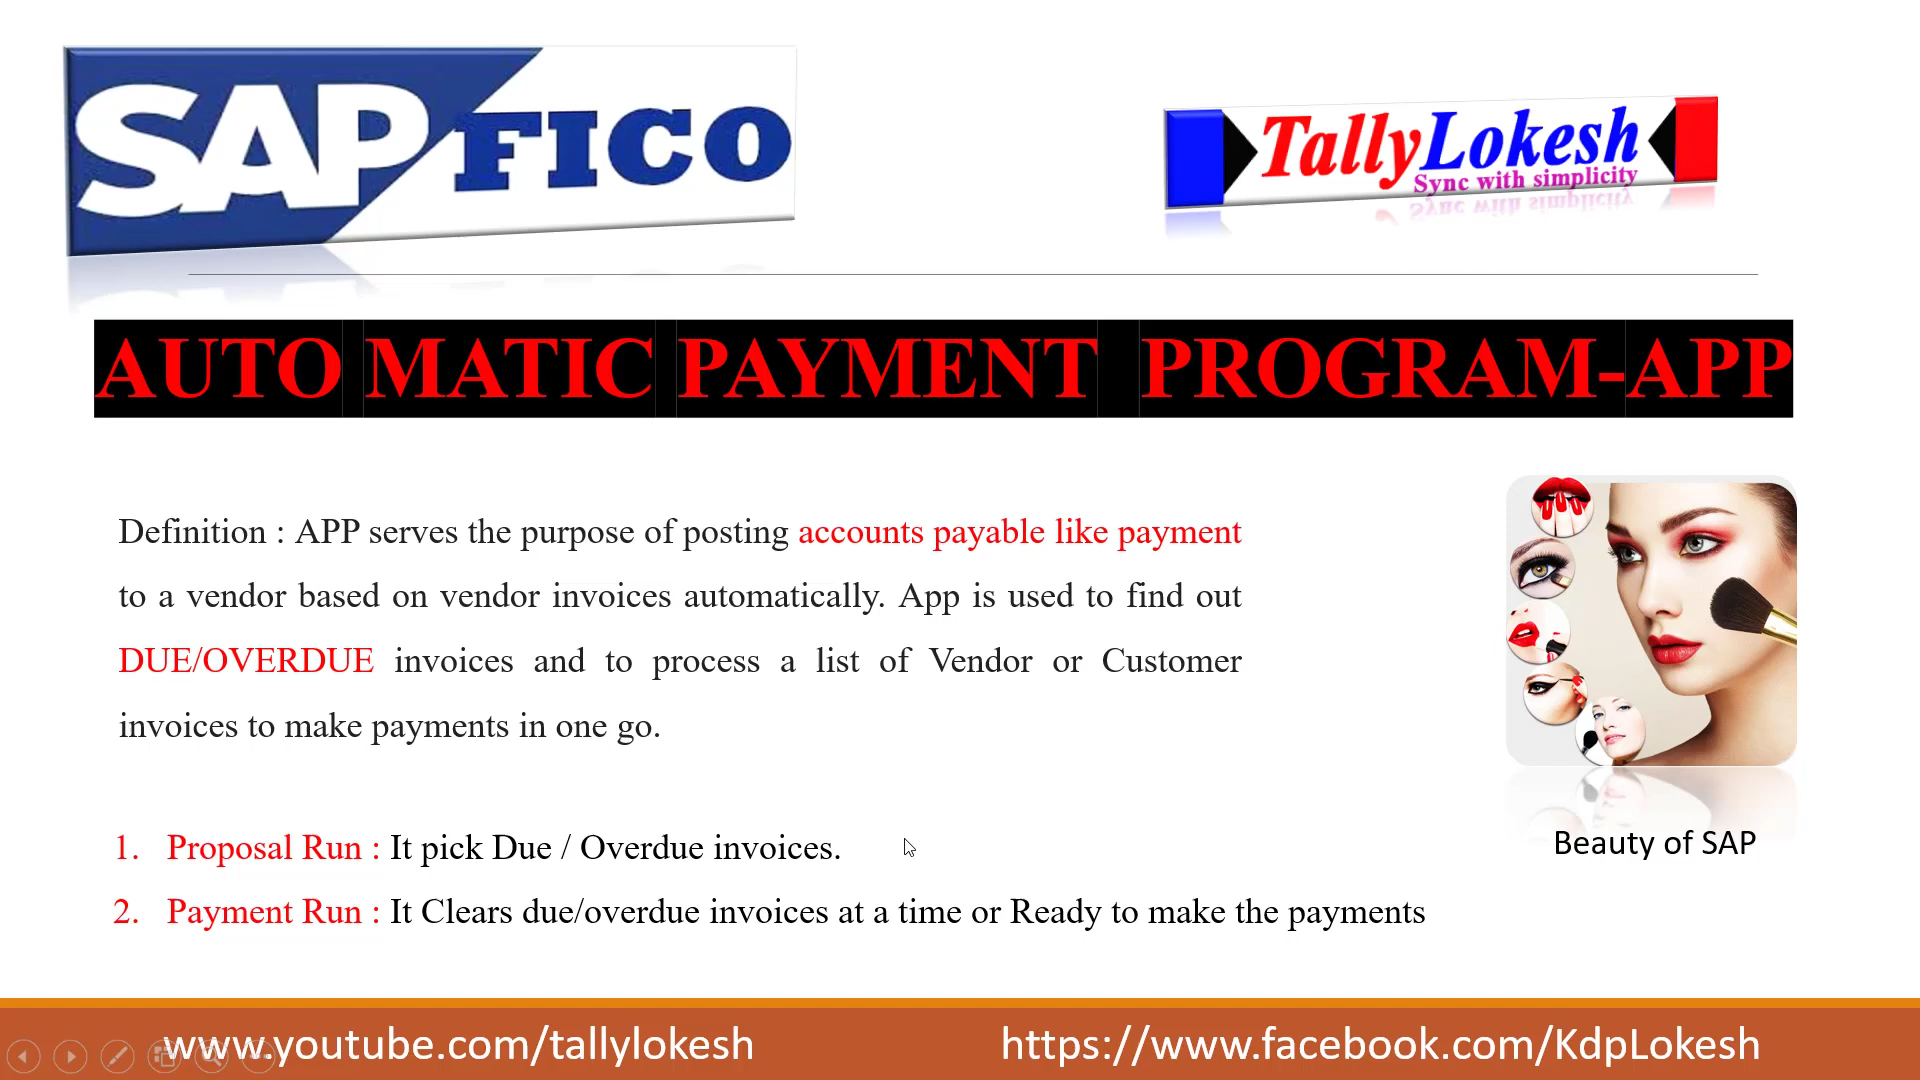 SAP FICO
TallyLokesh
Sync with simplicity
AUTO MATIC PAYMENT PROGRAM-APP
Definition : APP serves the purpose of posting accounts payable like payment
to a vendor based on vendor invoices automatically. App is used to find out
DUE/OVERDUE invoices and to process a list of Vendor or Customer
invoices to make payments in one go.
1. Proposal Run : It pick Due / Overdue invoices.
2. Payment Run : It Clears due/overdue invoices at a time or Ready to make the payments
Beauty of SAP
www.youtube.com/tallylokesh
https://www.facebook.com/KdpLokesh